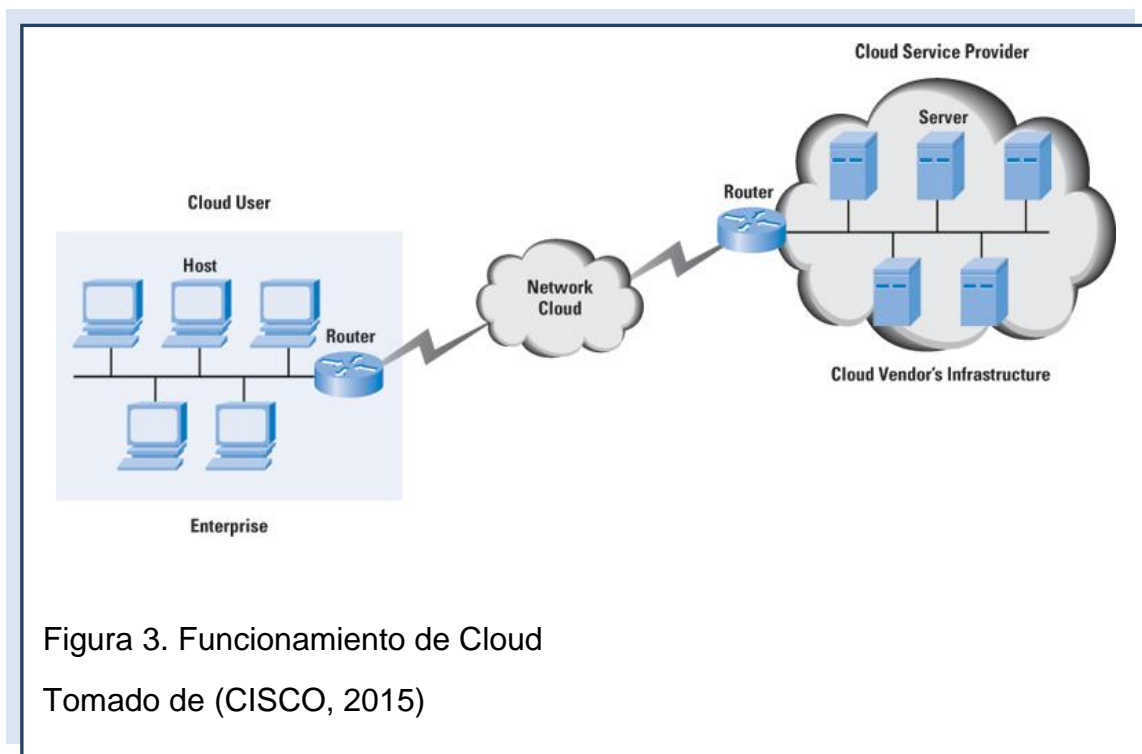 Cloud Service Provider
Server
Router
Cloud User
Host
Network
Cloud
Router
Cloud Vendor's Infrastructure
Enterprise
Figura 3. Funcionamiento de Cloud
Tomado de (CISCO, 2015)